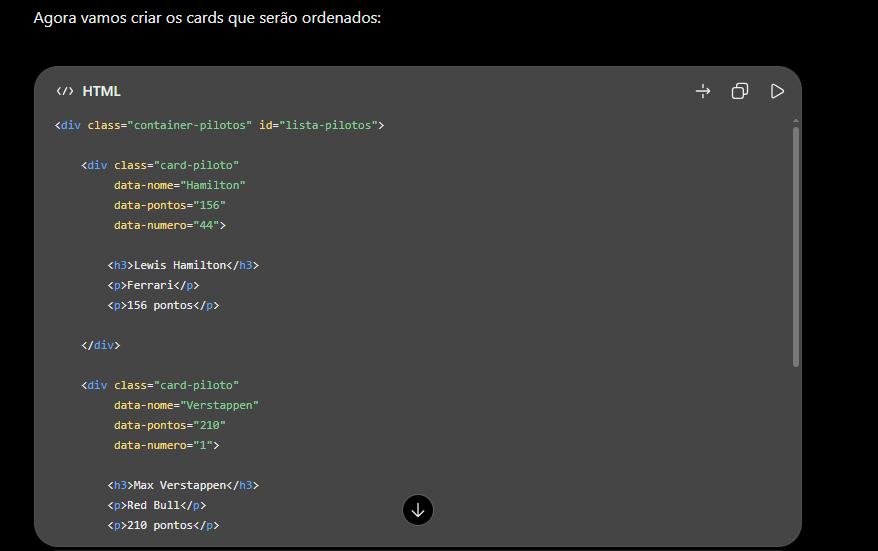 Agora vamos criar os cards que serão ordenados:
</> HTML
<div class="container-pilotos" id="lista-pilotos">
<div class="card-piloto"
data-nome="Hamilton"
data-pontos="156"
data-numero="44">
<h3>Lewis Hamilton</h3>
<p>Ferrari</p>
<p>156 pontos</p>
</div>
<div class="card-piloto"
data-nome="Verstappen"
data-pontos="210"
data-numero="1">
<h3>Max Verstappen</h3>
<p>Red Bull</p>
<p>210 pontos</p>